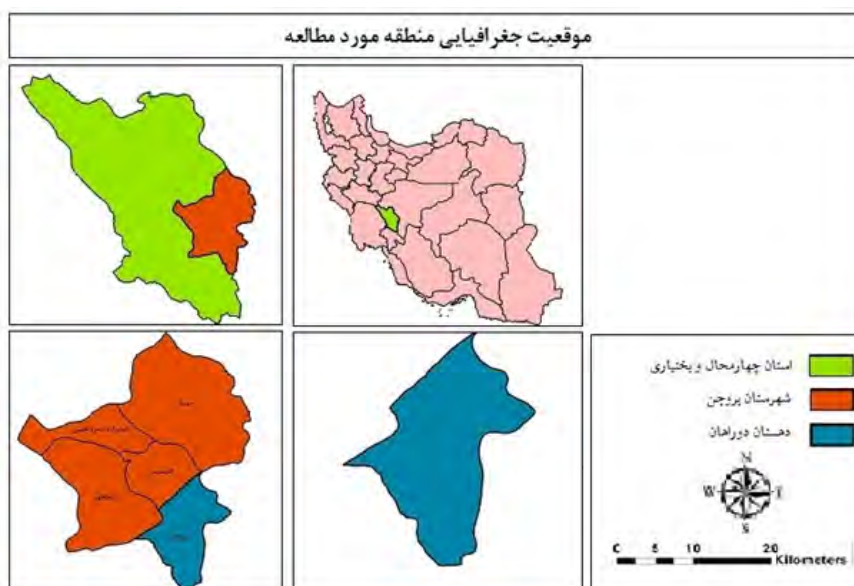 موقعیت جغرافیایی منطقه مورد مطالعه
استان چهارمحال و بختیاری
شهرستان بروجن
دهستان دوراهان
N
W E
S
0 5 10 20
Kilometers